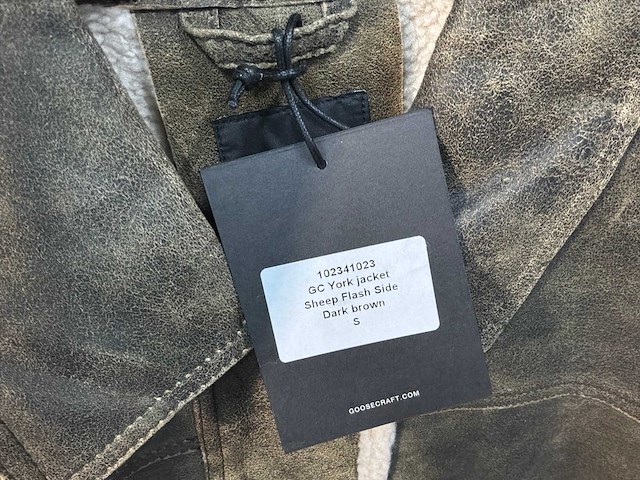 102341023
GC York jacket
Sheep Flash Side
Dark brown
S
GOOSECRAFT.COM